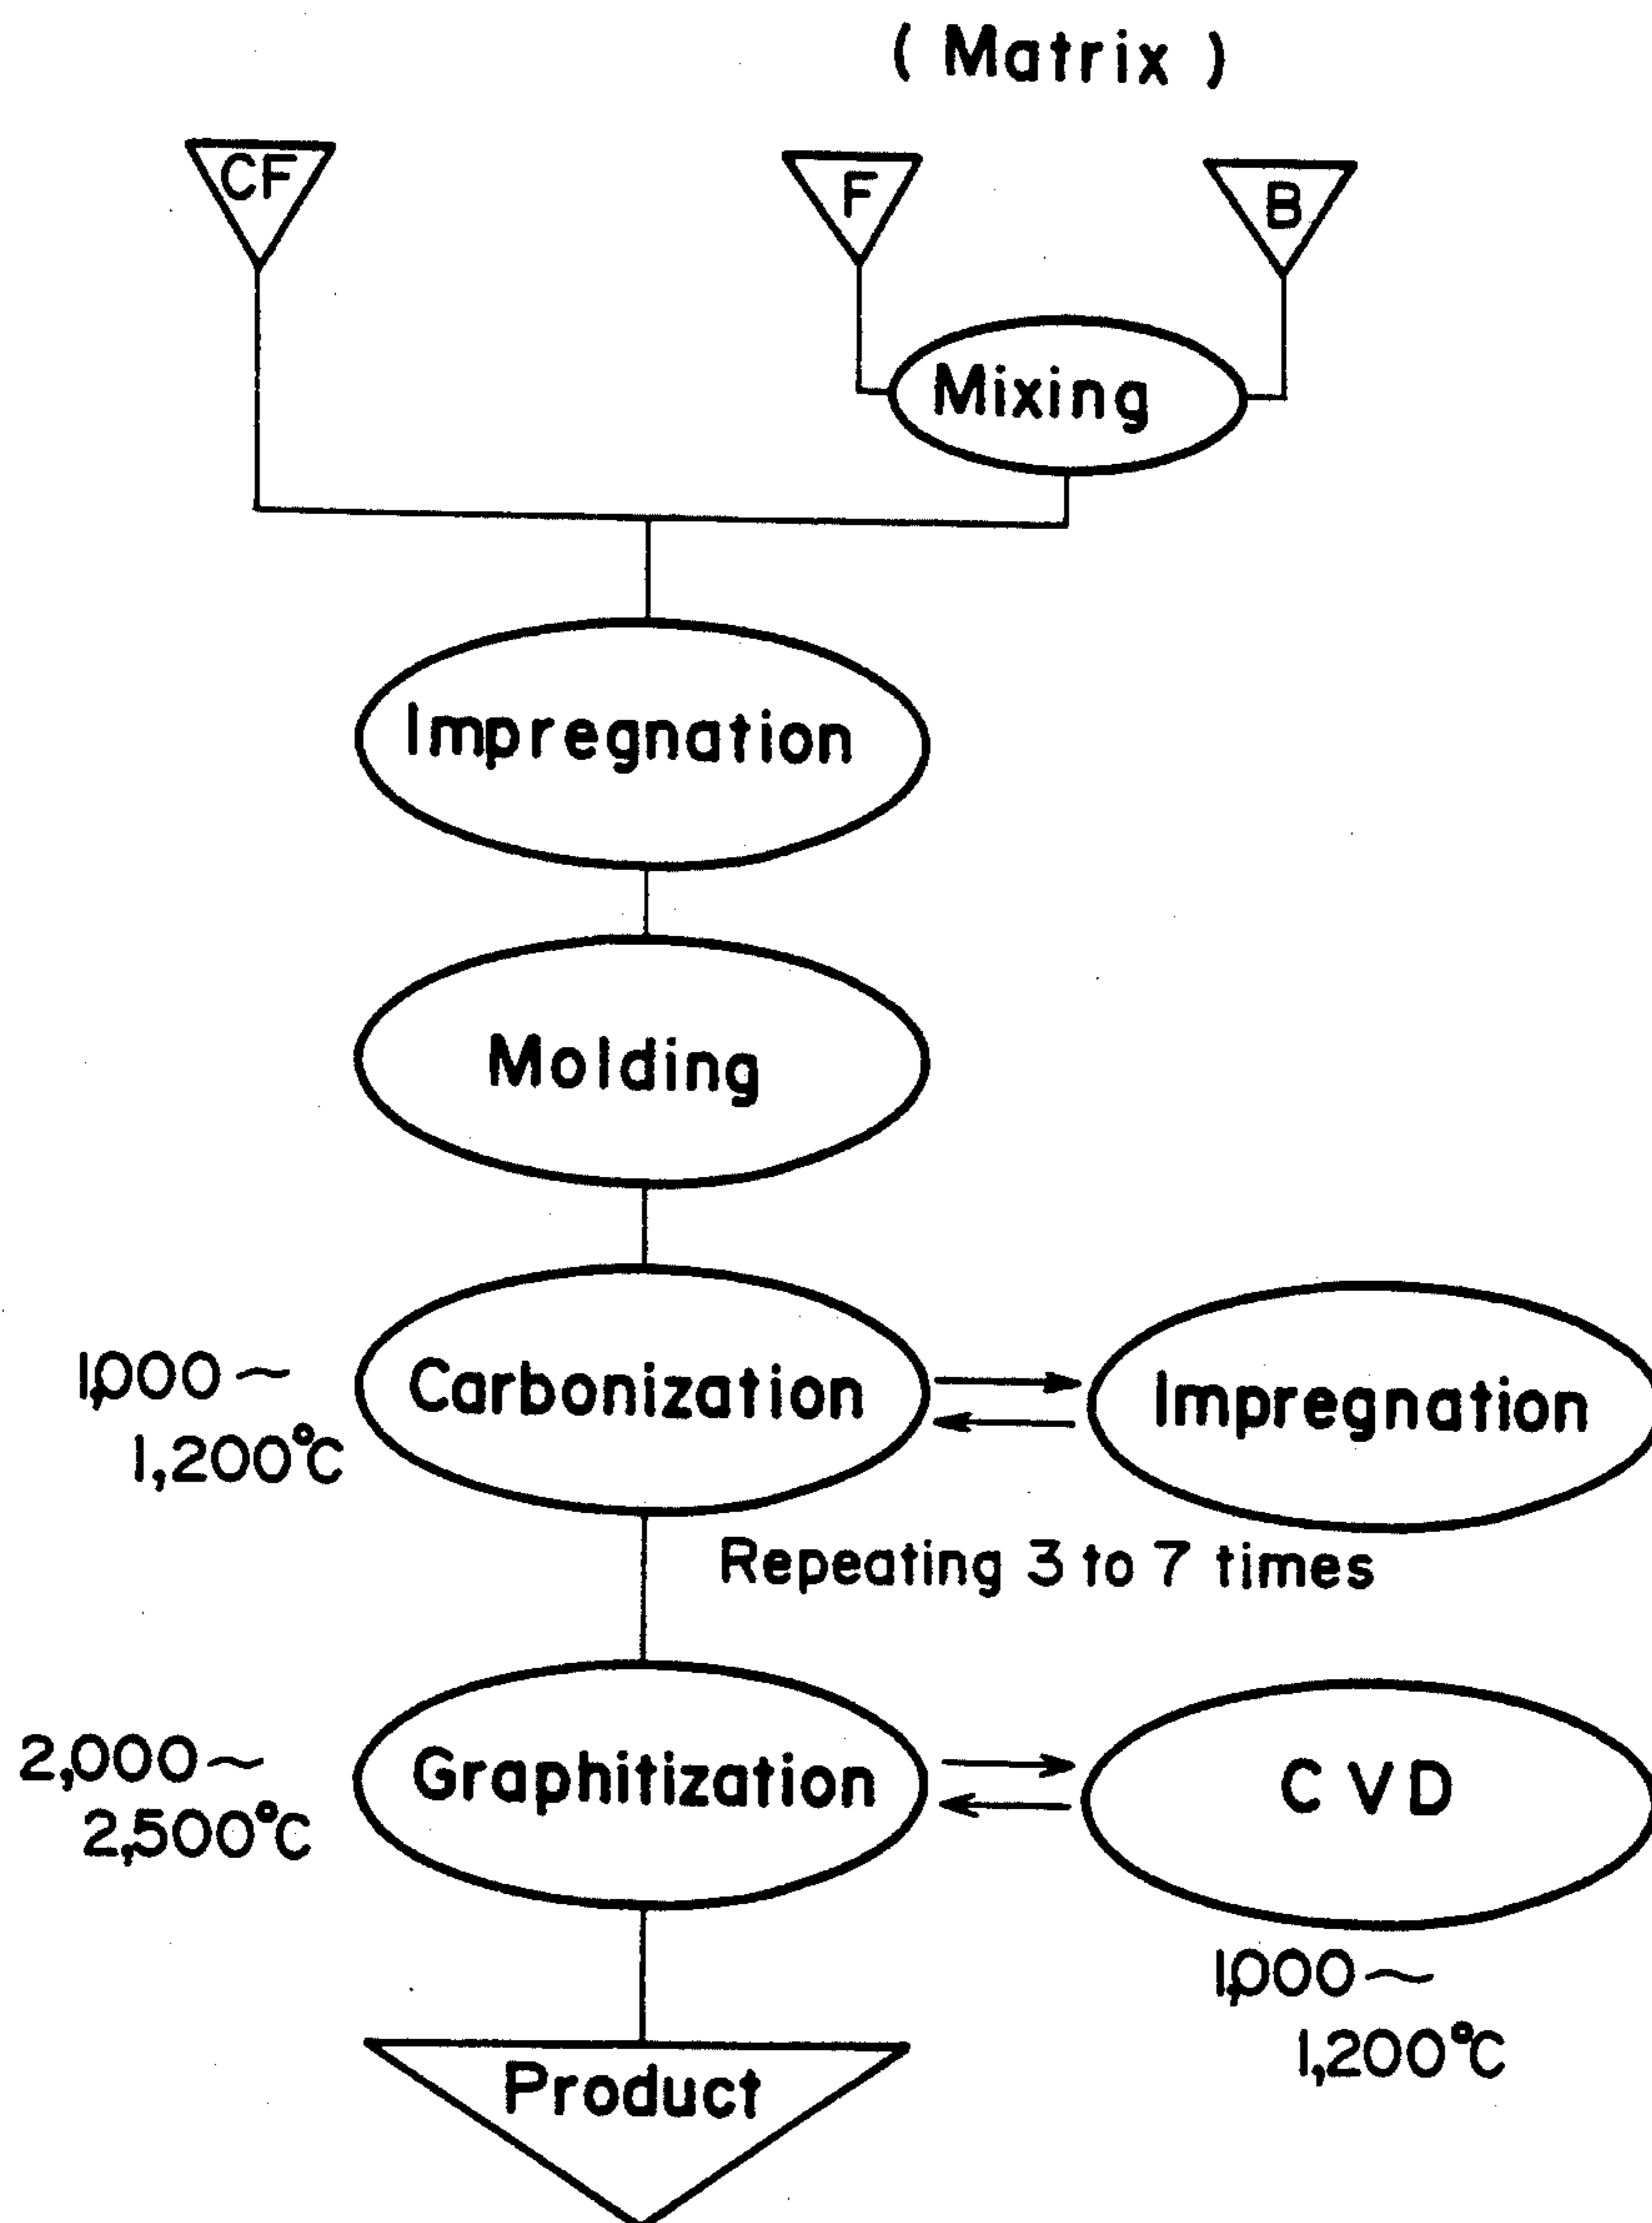 ( Matrix )
CF
F
B
Mixing
Impregnation
Molding
1,000~
1,200°C
Carbonization
Impregnation
Repeating 3 to 7 times
2,000~
2,500°C
Graphitization
CVD
1,000~
1,200°C
Product